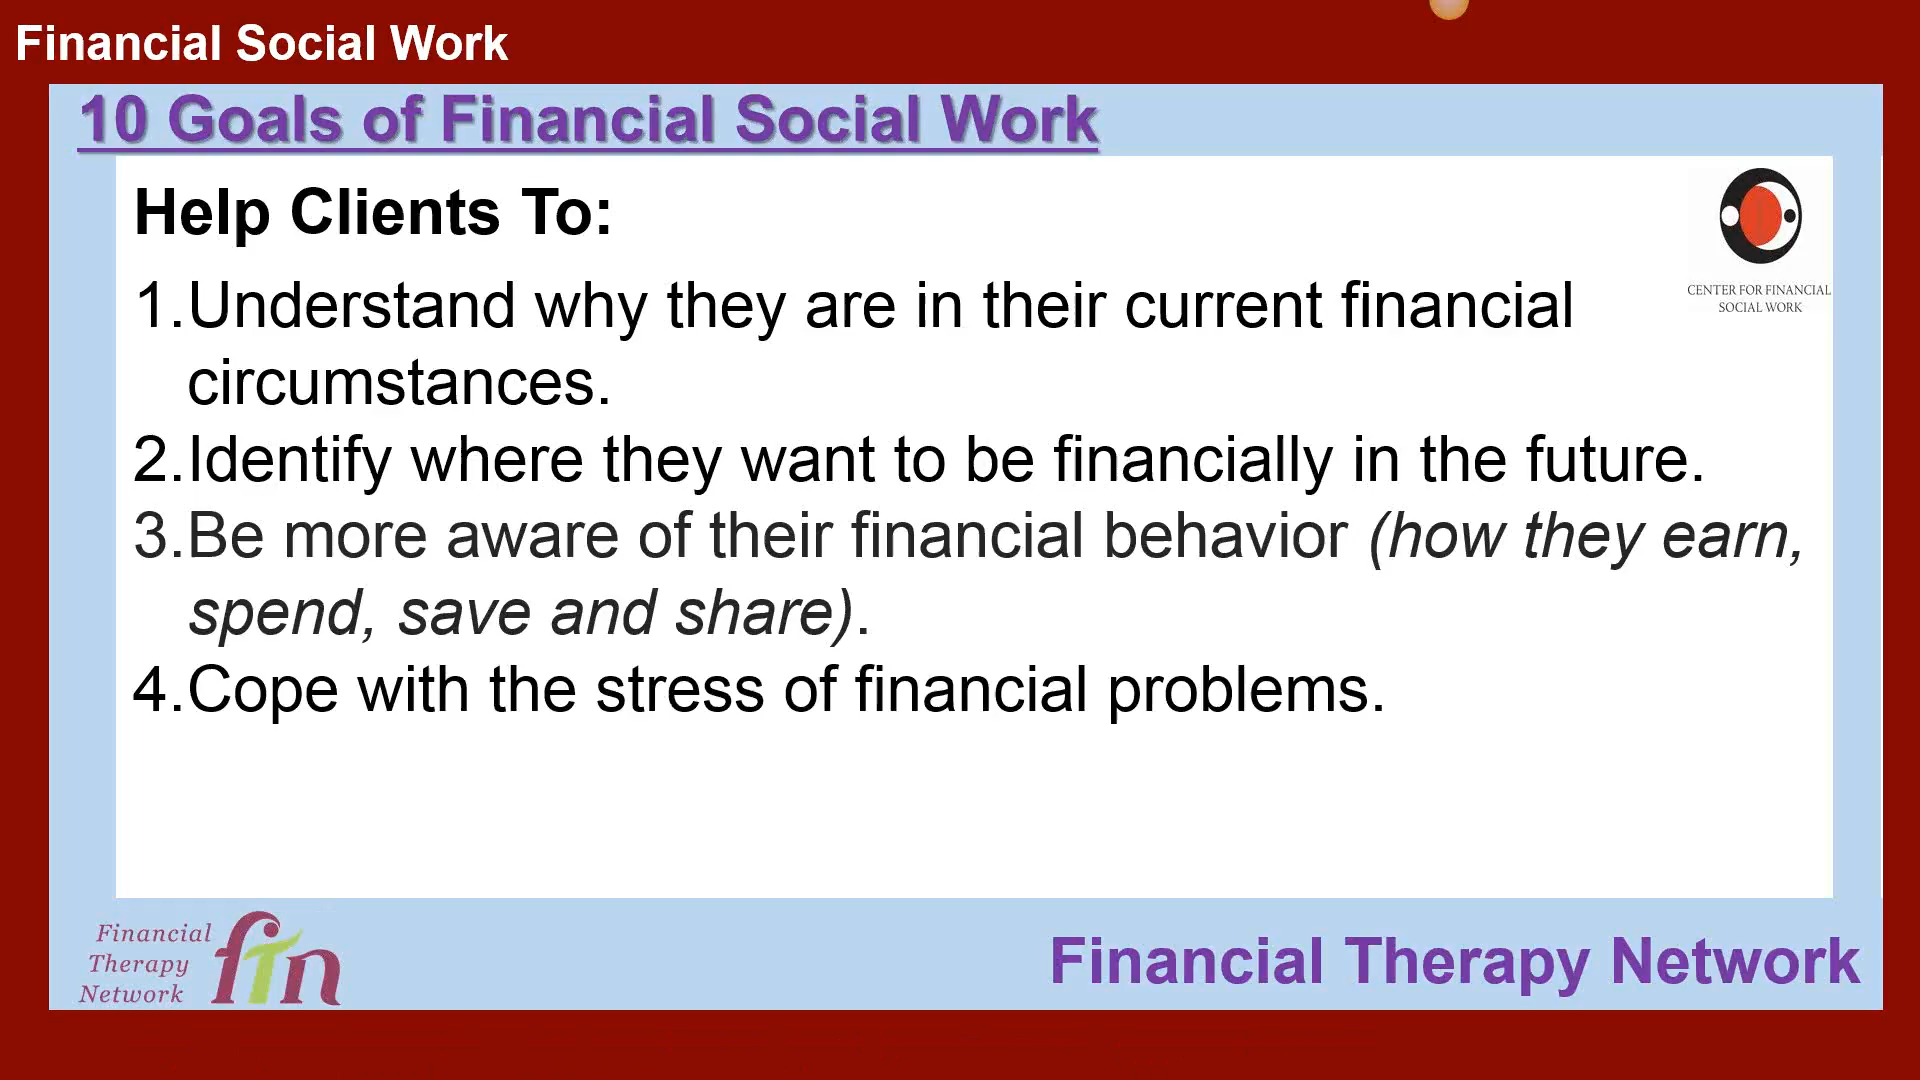 Financial Social Work
10 Goals of Financial Social Work
Help Clients To:
CENTER FOR FINANCIAL
SOCIAL WORK
1.Understand why they are in their current financial
circumstances.
2.Identify where they want to be financially in the future.
3.Be more aware of their financial behavior (how they earn,
spend, save and share).
4.Cope with the stress of financial problems.
Financial
Therapy
Network
ftn
Financial Therapy Network